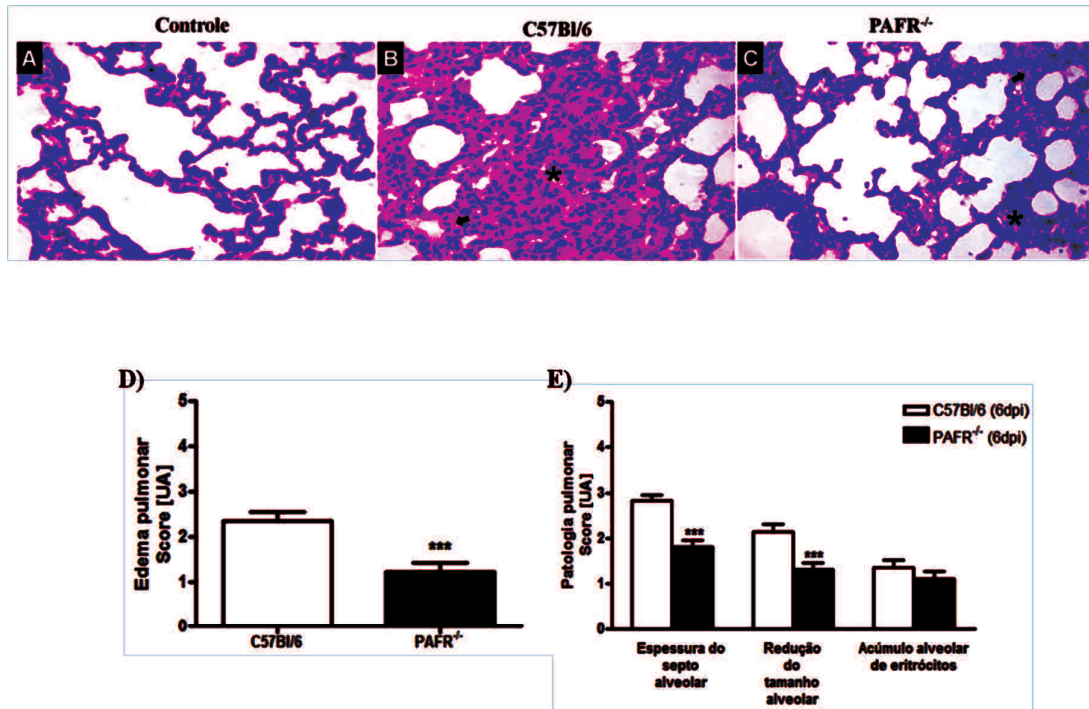 Controle
C57Bl/6
PAFR-/-
A
B
C
*
*
D)
Edema pulmonar
Score [UA]
5
4
3
2
1
0
***
C57Bl/6
PAFR-/-
E)
Patologia pulmonar
Score [UA]
5
4
3
2
1
0
C57Bl/6 (6dpi)
PAFR-/- (6dpi)
***
***
Espessura do
septo
alveolar
Redução
do
tamanho
alveolar
Acúmulo alveolar
de eritrócitos